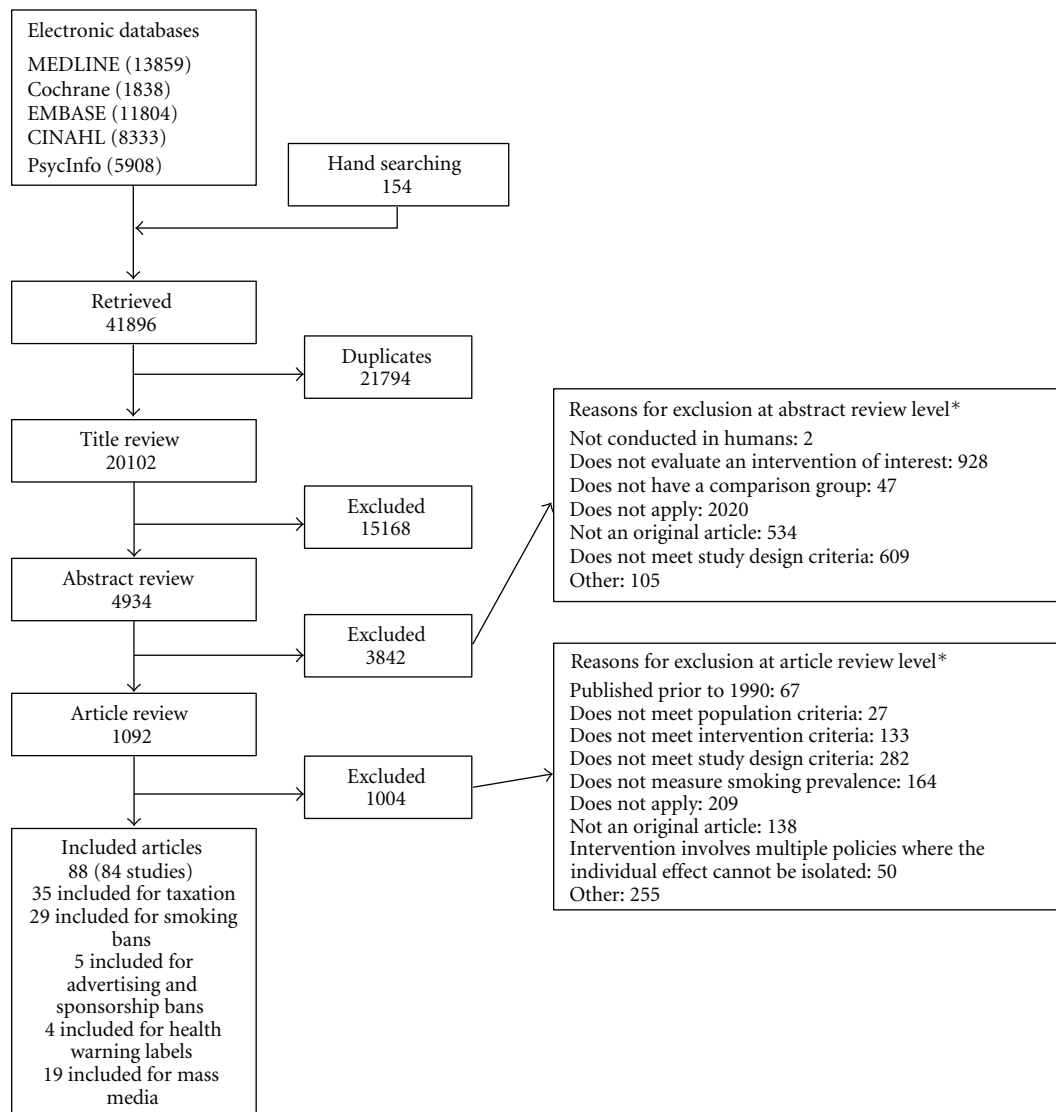 Electronic databases
MEDLINE (13859)
Cochrane (1838)
EMBASE (11804)
CINAHL (8333)
PsycInfo (5908)
Hand searching
154
Retrieved
41896
Duplicates
21794
Title review
20102
Excluded
15168
Abstract review
4934
Excluded
3842
Reasons for exclusion at abstract review level*
Not conducted in humans: 2
Does not evaluate an intervention of interest: 928
Does not have a comparison group: 47
Does not apply: 2020
Not an original article: 534
Does not meet study design criteria: 609
Other: 105
Article review
1092
Excluded
1004
Reasons for exclusion at article review level*
Published prior to 1990: 67
Does not meet population criteria: 27
Does not meet intervention criteria: 133
Does not meet study design criteria: 282
Does not measure smoking prevalence: 164
Does not apply: 209
Not an original article: 138
Intervention involves multiple policies where the
individual effect cannot be isolated: 50
Other: 255
Included articles
88 (84 studies)
35 included for taxation
29 included for smoking
bans
5 included for
advertising and
sponsorship bans
4 included for health
warning labels
19 included for mass
media